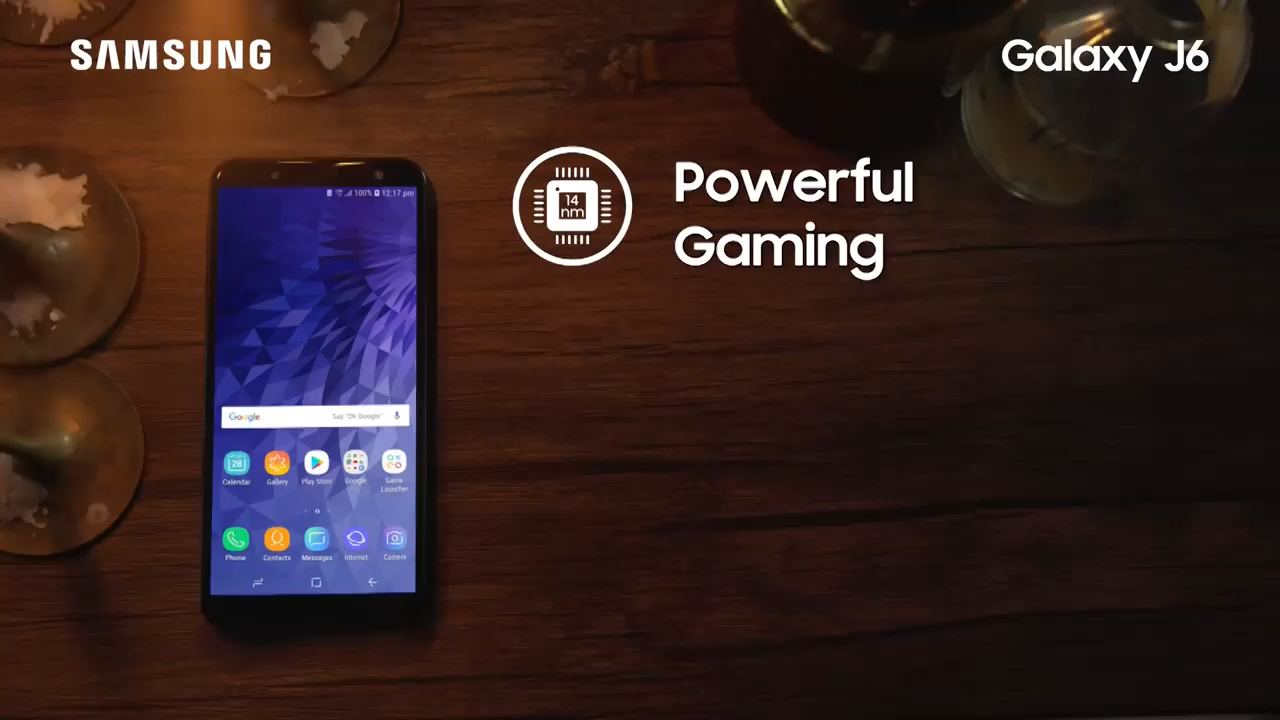 SAMSUNG
Galaxy J6
14
nm
Powerful
Gaming
100% 12:17 pm
Google Say "Ok Google"
28
Calendar Gallery Play Store Google Game
Launcher
Phone Contacts Messages Internet Camera